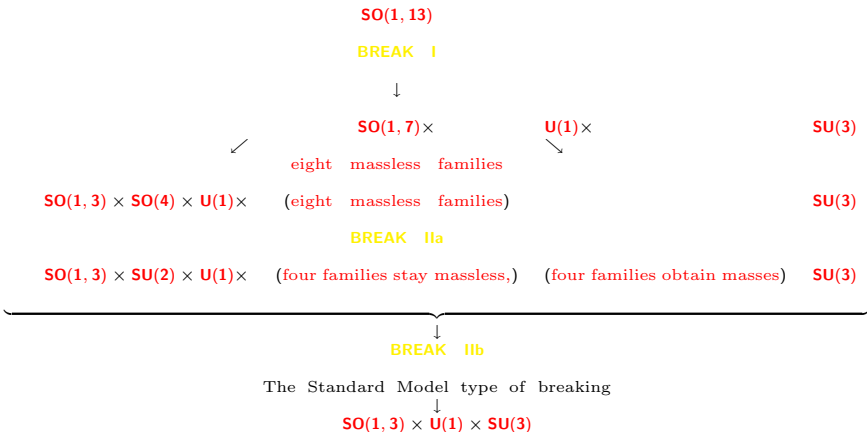 SO(1, 13)
BREAK I
↓
SO(1, 7)× U(1)× SU(3)
↙ ↘
eight massless families
SO(1, 3) × SO(4) × U(1)× (eight massless families) SU(3)
BREAK IIa
SO(1, 3) × SU(2) × U(1)× (four families stay massless,) (four families obtain masses) SU(3)
↓
BREAK IIb
The Standard Model type of breaking
↓
SO(1, 3) × U(1) × SU(3)